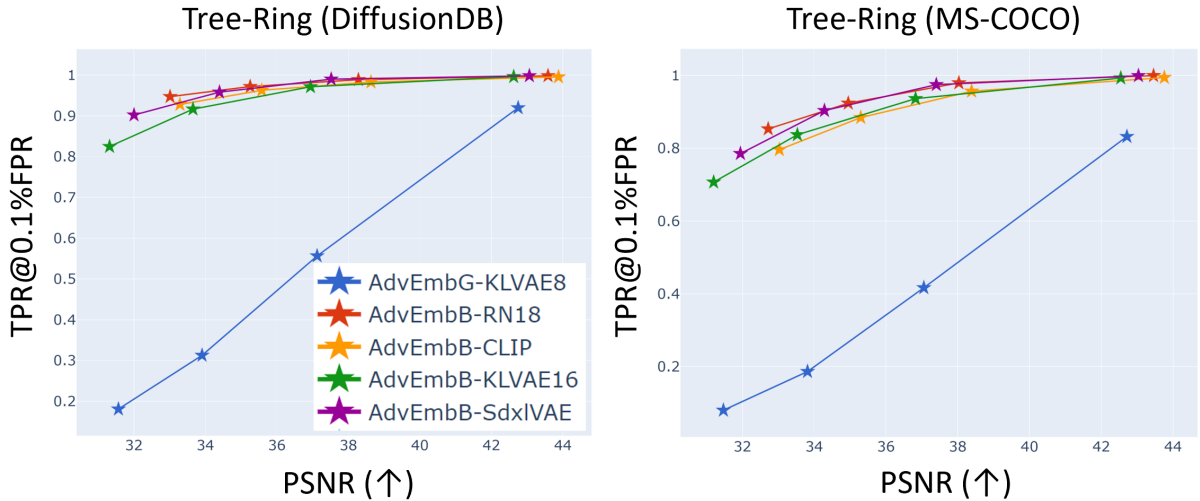 Tree-Ring (DiffusionDB)
TPR@0.1%FPR
1
0.9
0.8
0.7
0.6
0.5
0.4
0.3
0.2
32 34 36 38 40 42 44
PSNR (↑)
AdvEmbG-KLVAE8
AdvEmbB-RN18
AdvEmbB-CLIP
AdvEmbB-KLVAE16
AdvEmbB-SdxlVAE
Tree-Ring (MS-COCO)
TPR@0.1%FPR
1
0.8
0.6
0.4
0.2
32 34 36 38 40 42 44
PSNR (↑)